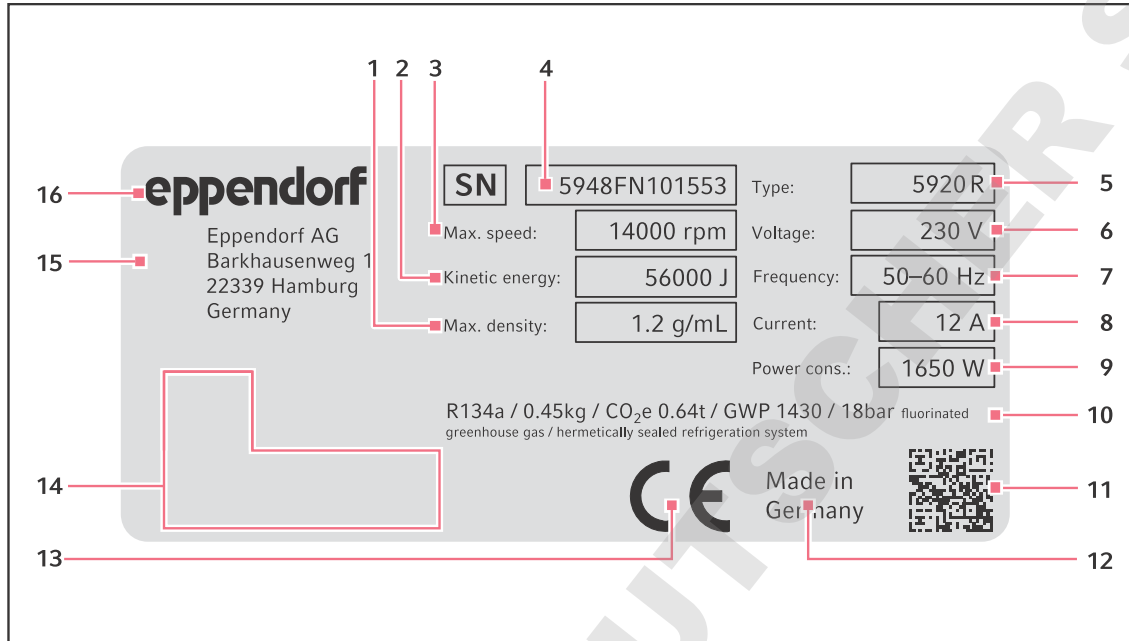 1 2 3 4
16 eppendorf SN 5948FN101553 Type: 5920 R 5
15 Eppendorf AG Max. speed: 14000 rpm Voltage: 230 V 6
Barkhausenweg 1 Kinetic energy: 56000 J Frequency: 50–60 Hz 7
22339 Hamburg
Germany Max. density: 1.2 g/mL Current: 12 A 8
Power cons.: 1650 W 9
R134a / 0.45kg / CO₂e 0.64t / GWP 1430 / 18bar fluorinated 10
greenhouse gas / hermetically sealed refrigeration system
14 CE Made in 11
Germany
13 12
UTSCHER S